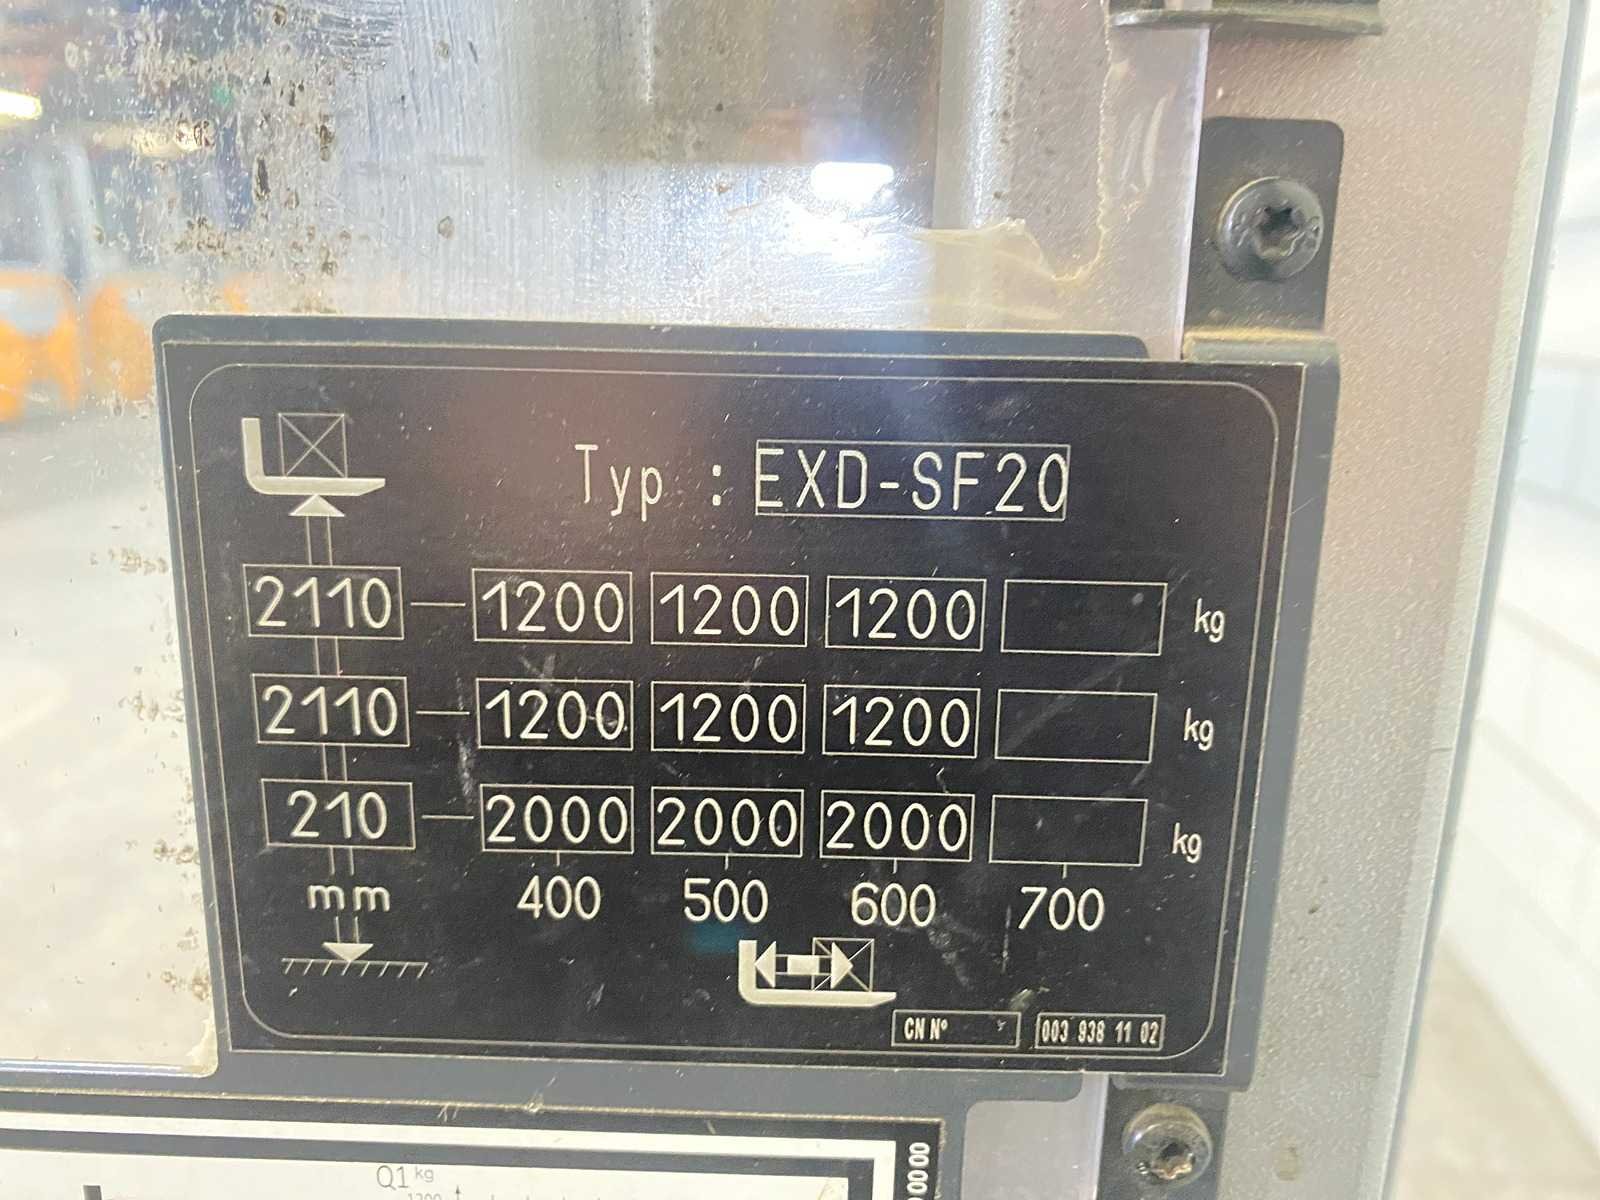 Typ : EXD-SF20
2110 1200 1200 1200 kg
2110 1200 1200 1200 kg
210 2000 2000 2000 kg
mm 400 500 600 700
CN N° 003 938 11 02
Q1 kg
1200